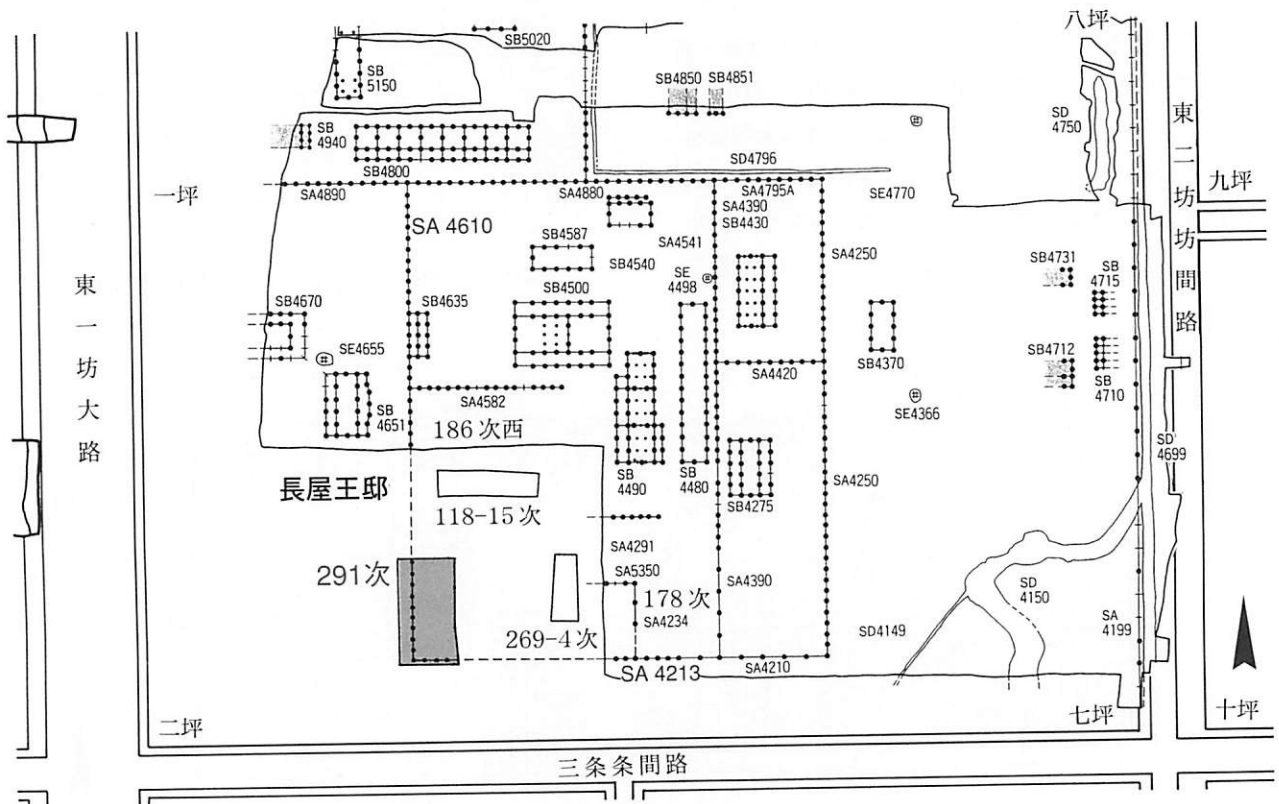 八坪
SB5020
SB
5150
SB4850
SB4851
SD
4750
東二坊坊間路
SB
4940
SB4800
SD4796
一坪
SA4890
SA4880
SA4795A
SE4770
九坪
SA 4610
SA4390
SB4430
SB4587
SA4541
SB4540
SA4250
SE
4498
SB4731
SB
4715
東一坊大路
SB4670
SB4635
SB4500
SE4655
SB4370
SB4712
SB
4710
SA4420
SA4582
SE4366
SB
4651
186次西
SD
4699
長屋王邸
SB
4490
SB
4480
SB4275
SA4250
118-15次
SA4291
291次
SA5350
178次
SA4390
SD
4150
SA4234
SD4149
SA
4199
269-4次
SA 4213
SA4210
二坪
七坪
十坪
三条条間路